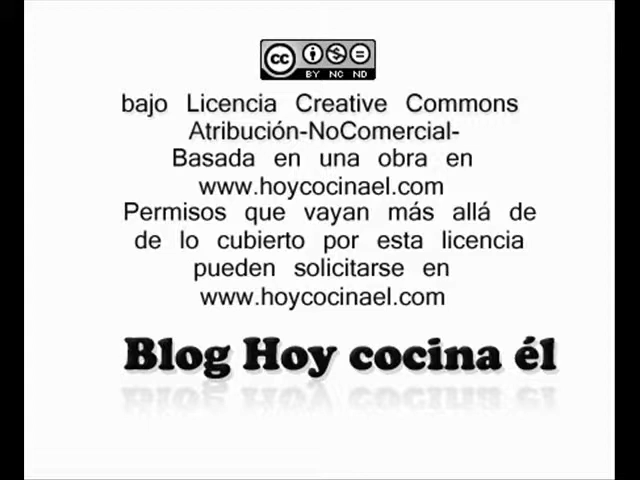 cc BY NC ND
bajo Licencia Creative Commons
Atribución-NoComercial-
Basada en una obra en
www.hoycocinael.com
Permisos que vayan más allá de
de lo cubierto por esta licencia
pueden solicitarse en
www.hoycocinael.com
Blog Hoy cocina él